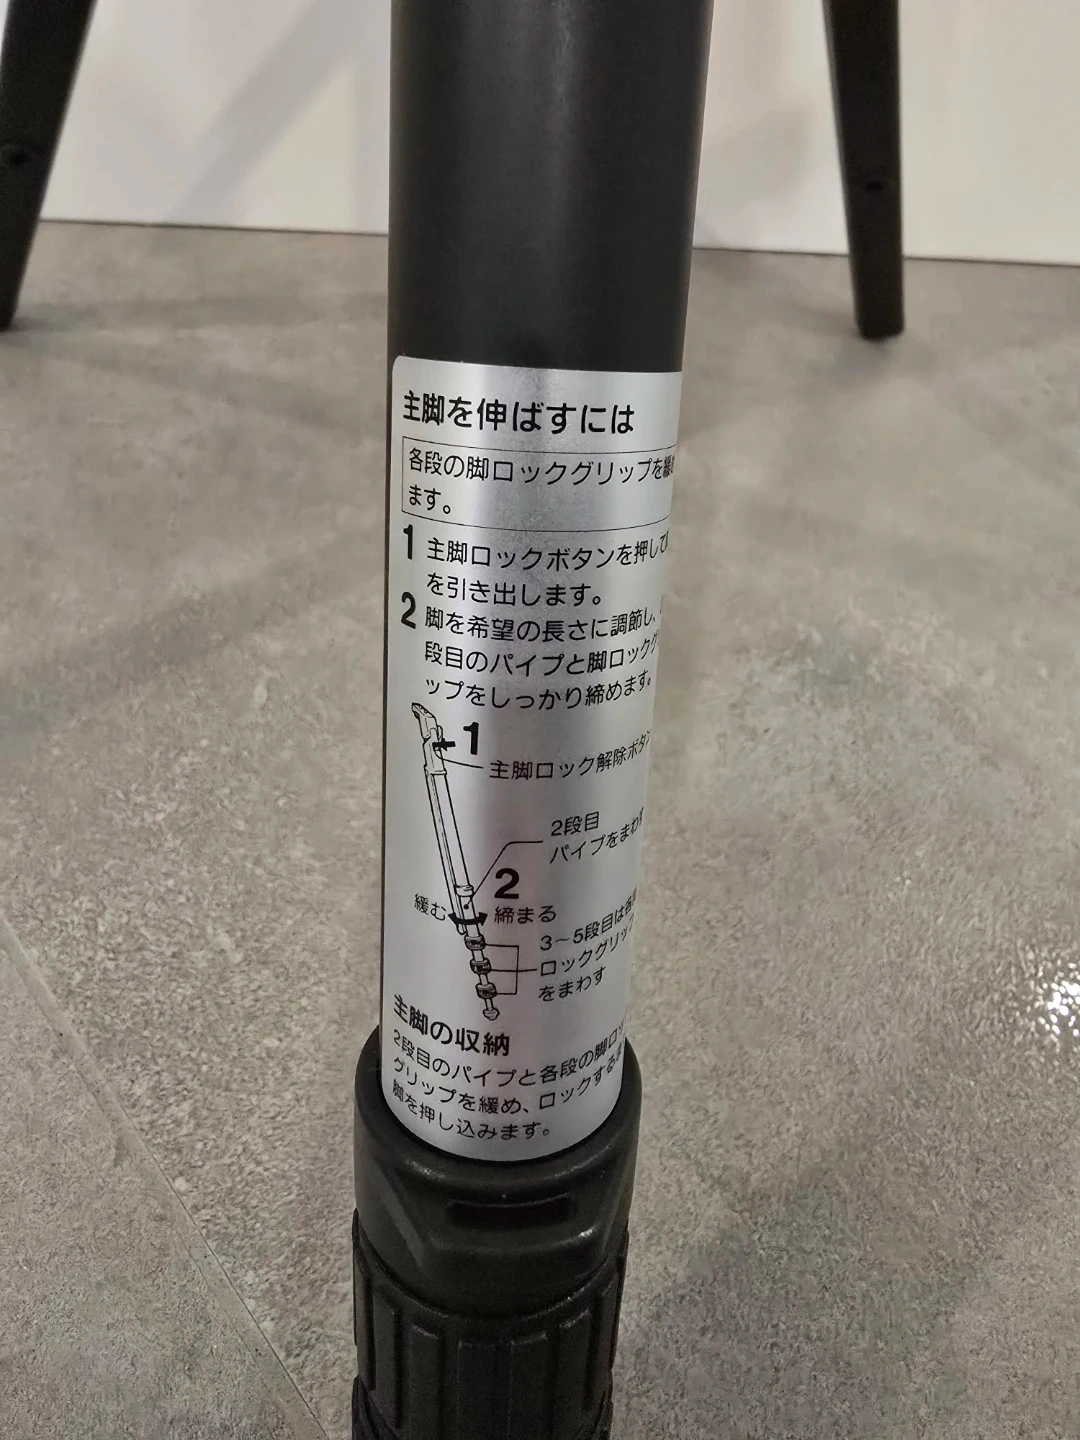 主脚を伸ばすには
各段の脚ロックグリップを緩め
ます。
1 主脚ロックボタンを押して
を引き出します。
2 脚を希望の長さに調節し、
段目のパイプと脚ロックグ
ップをしっかり締めます。
1
主脚ロック解除ボタン
2段目
パイプをまわす
2
緩む
締まる
3～5段目は各
ロックグリップ
をまわす
主脚の収納
2段目のパイプと各段の脚ロッ
グリップを緩め、ロックする
脚を押し込みます。